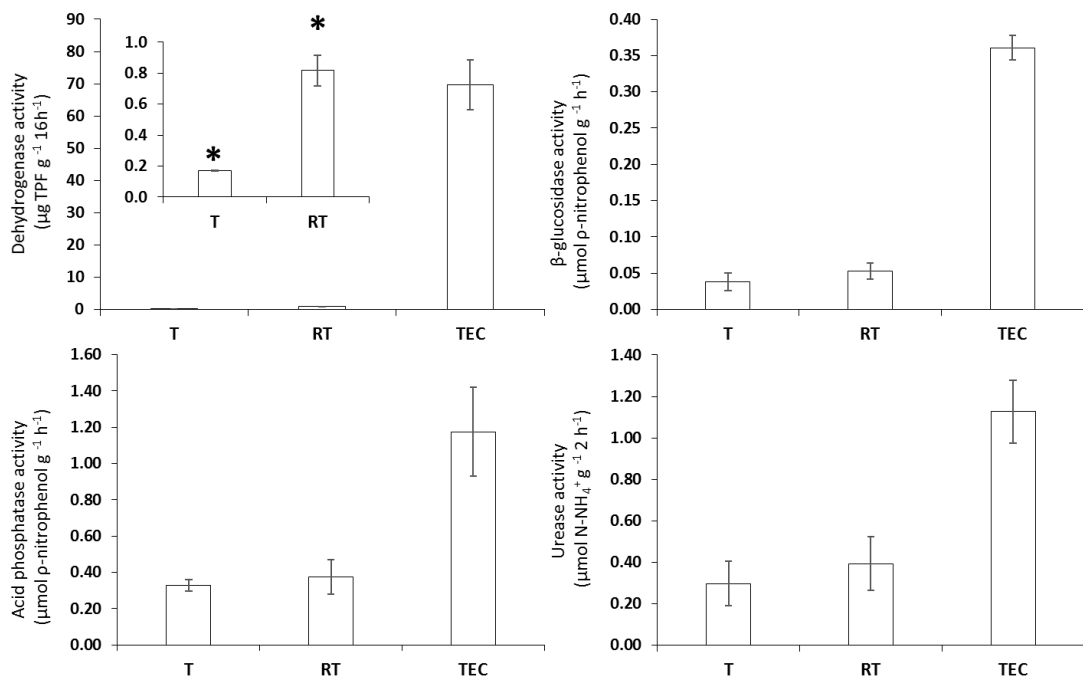 Dehydrogenase activity
(µg TPF g⁻¹ 16h⁻¹)
90
80
70
60
50
40
30
20
10
0
1.0
0.8
0.6
0.4
0.2
0.0
*
*
T
RT
T
RT
TEC
β-glucosidase activity
(µmol ρ-nitrophenol g⁻¹ h⁻¹)
0.40
0.35
0.30
0.25
0.20
0.15
0.10
0.05
0.00
T
RT
TEC
Acid phosphatase activity
(µmol ρ-nitrophenol g⁻¹ h⁻¹)
1.60
1.40
1.20
1.00
0.80
0.60
0.40
0.20
0.00
T
RT
TEC
Urease activity
(µmol N-NH₄⁺ g⁻¹ 2 h⁻¹)
1.40
1.20
1.00
0.80
0.60
0.40
0.20
0.00
T
RT
TEC